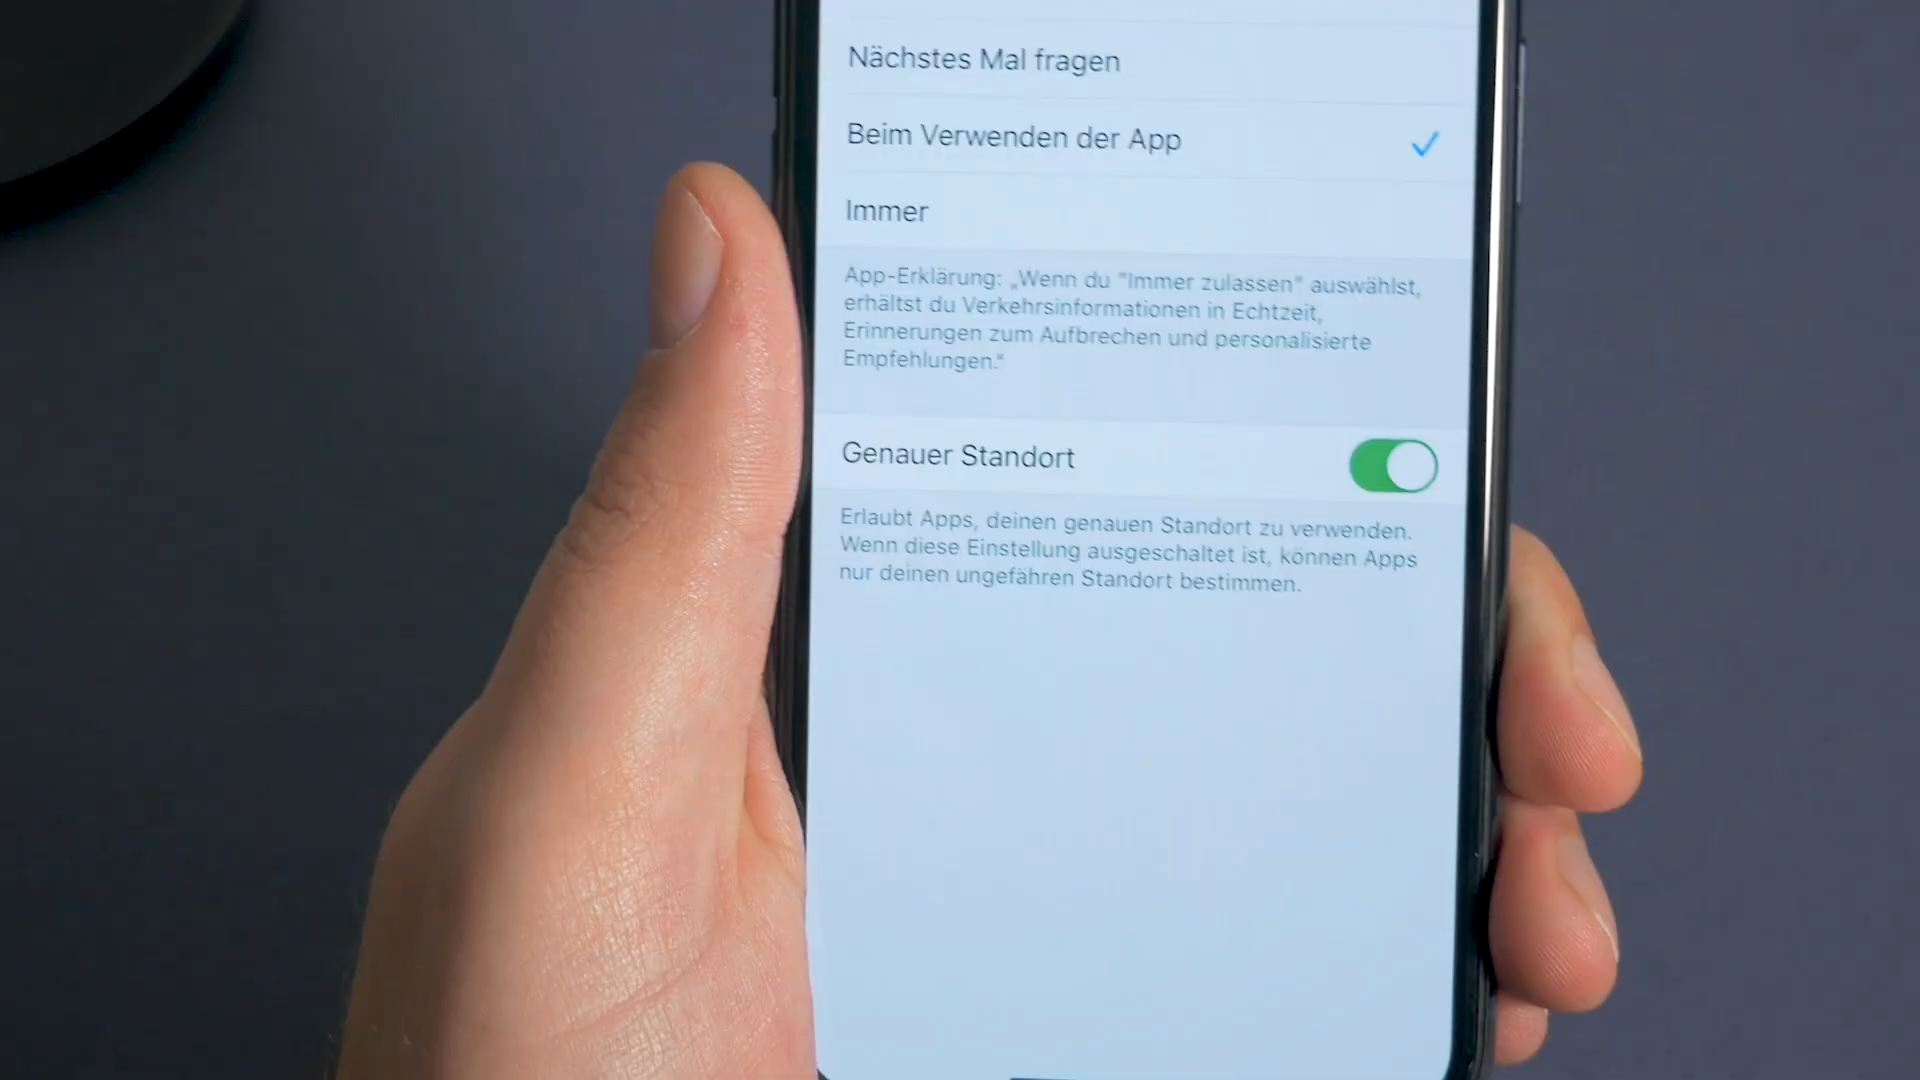 Nächstes Mal fragen
Beim Verwenden der App
Immer
App-Erklärung: „Wenn du "Immer zulassen" auswählst,
erhältst du Verkehrsinformationen in Echtzeit,
Erinnerungen zum Aufbrechen und personalisierte
Empfehlungen.“
Genauer Standort
Erlaubt Apps, deinen genauen Standort zu verwenden.
Wenn diese Einstellung ausgeschaltet ist, können Apps
nur deinen ungefähren Standort bestimmen.